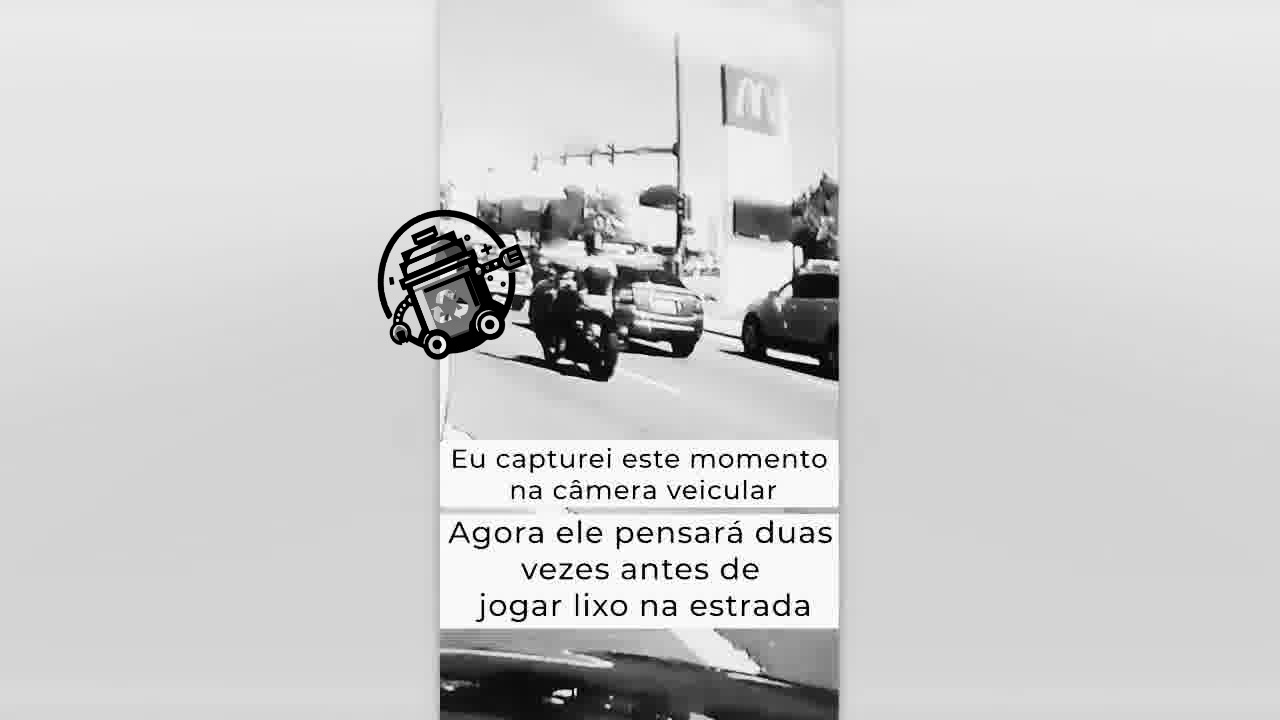 Eu capturei este momento
na câmera veicular
Agora ele pensará duas
vezes antes de
jogar lixo na estrada